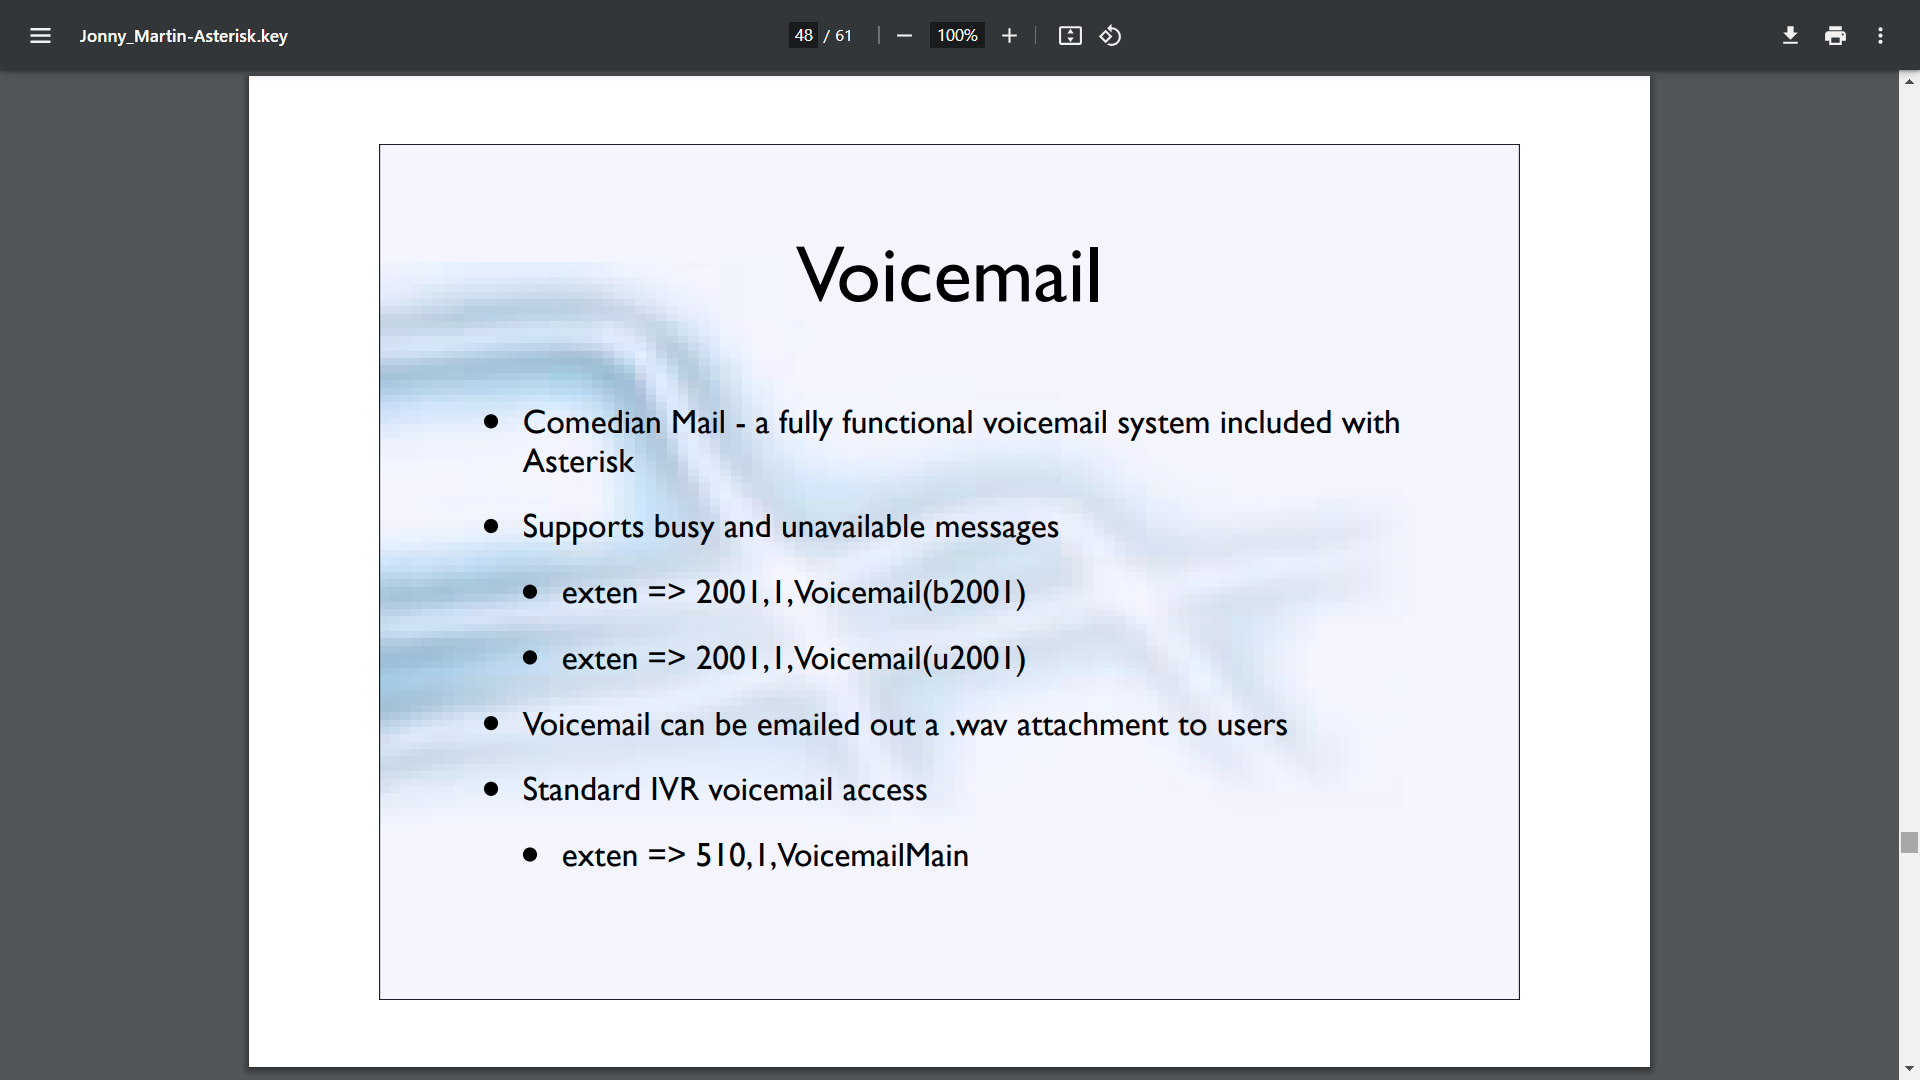 Jonny_Martin-Asterisk.key
48 / 61
100%
Voicemail
• Comedian Mail - a fully functional voicemail system included with
Asterisk
• Supports busy and unavailable messages
• exten => 2001,1,Voicemail(b2001)
• exten => 2001,1,Voicemail(u2001)
• Voicemail can be emailed out a .wav attachment to users
• Standard IVR voicemail access
• exten => 510,1,VoicemailMain